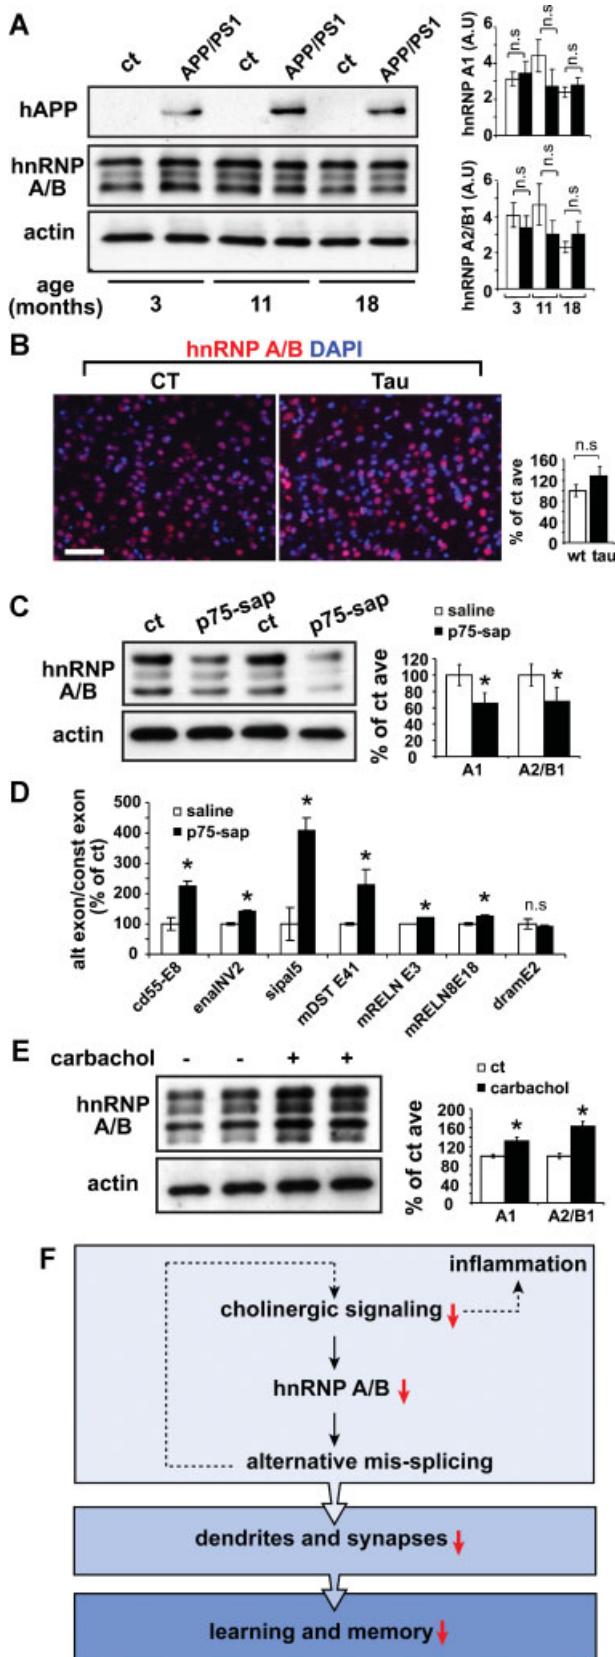 A
ct APP/PS1 ct APP/PS1 ct APP/PS1
hAPP
hnRNP
A/B
actin
age
(months)
3 11 18
hnRNP A1 (A.U)
6
4
2
0
n.s n.s n.s
hnRNP A2/B1 (A.U)
6
4
2
0
n.s n.s n.s
3 11 18
B
hnRNP A/B DAPI
CT Tau
% of ct ave
160
120
80
40
0
n.s
wt tau
C
ct p75-sap ct p75-sap
hnRNP
A/B
actin
saline
p75-sap
% of ct ave
120
100
80
60
40
20
0
* *
A1 A2/B1
D
alt exon/const exon
(% of ct)
500
400
300
200
100
0
saline
p75-sap
* * * * * * n.s
cd55-E8 enalNV2 sipal5 mDST E41 mRELN E3 mRELN8E18 dramE2
E
carbachol - - + +
hnRNP
A/B
actin
ct
carbachol
% of ct ave
200
160
120
80
40
0
* *
A1 A2/B1
F
inflammation
cholinergic signaling
hnRNP A/B
alternative mis-splicing
dendrites and synapses
learning and memory